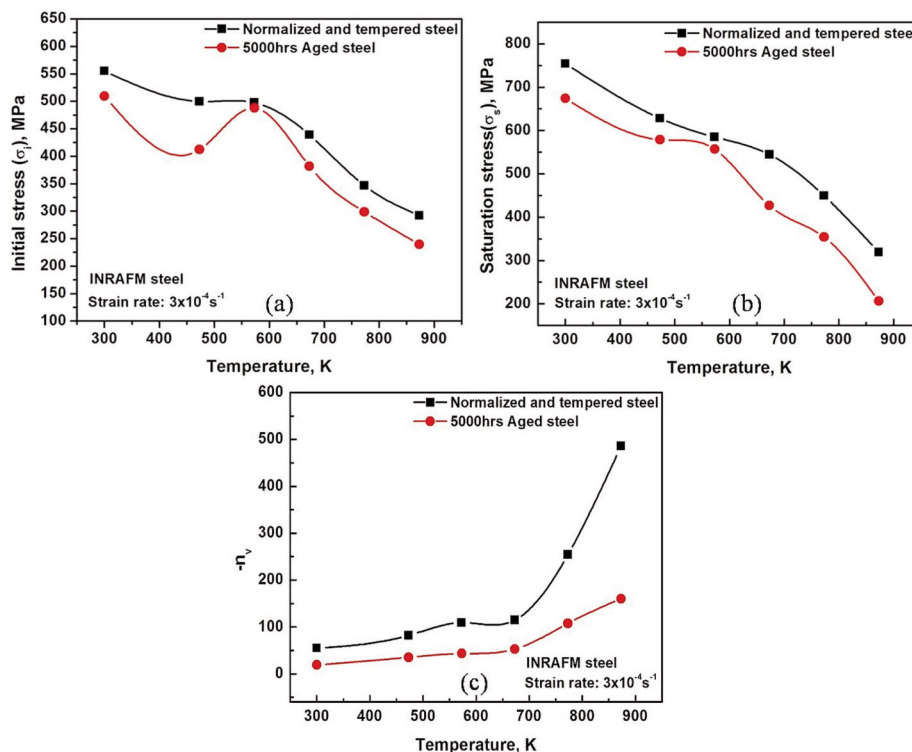 Normalized and tempered steel
5000hrs Aged steel
Initial stress (σi), MPa
650
600
550
500
450
400
350
300
250
200
150
100
INRAFM steel
Strain rate: 3x10-4s-1
(a)
300 400 500 600 700 800 900
Temperature, K
Normalized and tempered steel
5000hrs Aged steel
Saturation stress(σs), MPa
800
700
600
500
400
300
200
INRAFM steel
Strain rate: 3x10-4s-1
(b)
300 400 500 600 700 800 900
Temperature, K
Normalized and tempered steel
5000hrs Aged steel
-nv
600
500
400
300
200
100
0
(c)
INRAFM steel
Strain rate: 3x10-4s-1
300 400 500 600 700 800 900
Temperature, K